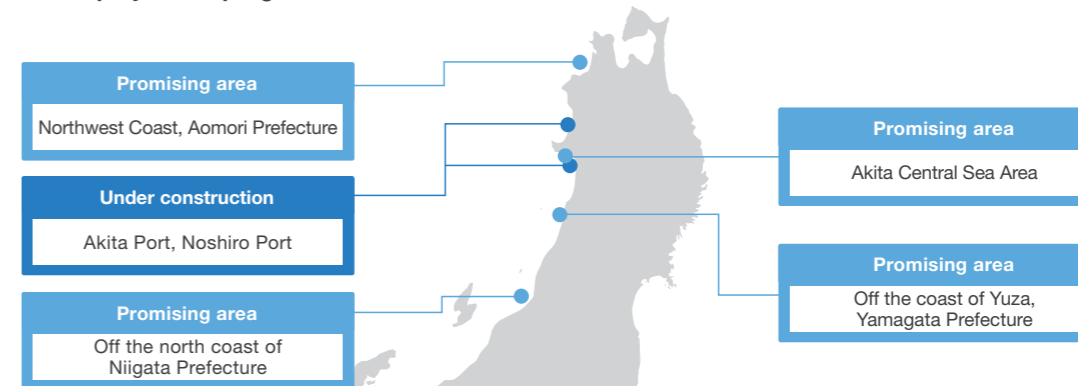 Promising area
Northwest Coast, Aomori Prefecture
Under construction
Akita Port, Noshiro Port
Promising area
Off the north coast of
Niigata Prefecture
Promising area
Akita Central Sea Area
Promising area
Off the coast of Yuza,
Yamagata Prefecture